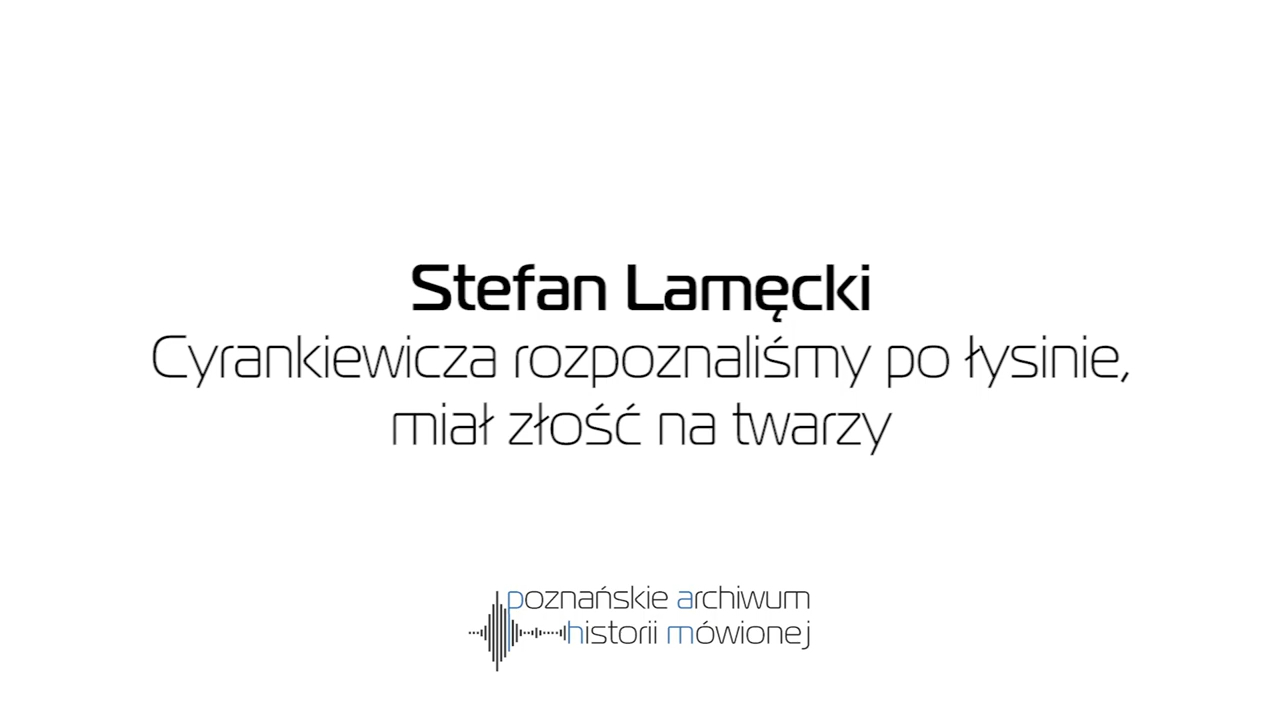 Stefan Lamęcki
Cyrankiewicza rozpoznaliśmy po łysinie,
miał złość na twarzy
poznańskie archiwum
historii mówionej